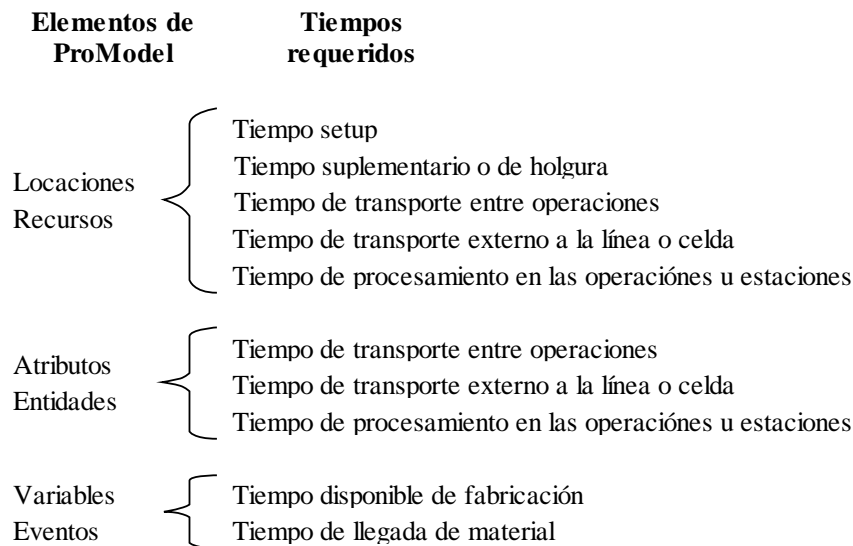 Elementos de ProModel
Tiempos requeridos
Locaciones
Recursos
Tiempo setup
Tiempo suplementario o de holgura
Tiempo de transporte entre operaciones
Tiempo de transporte externo a la línea o celda
Tiempo de procesamiento en las operaciónes u estaciones
Atributos
Entidades
Tiempo de transporte entre operaciones
Tiempo de transporte externo a la línea o celda
Tiempo de procesamiento en las operaciónes u estaciones
Variables
Eventos
Tiempo disponible de fabricación
Tiempo de llegada de material